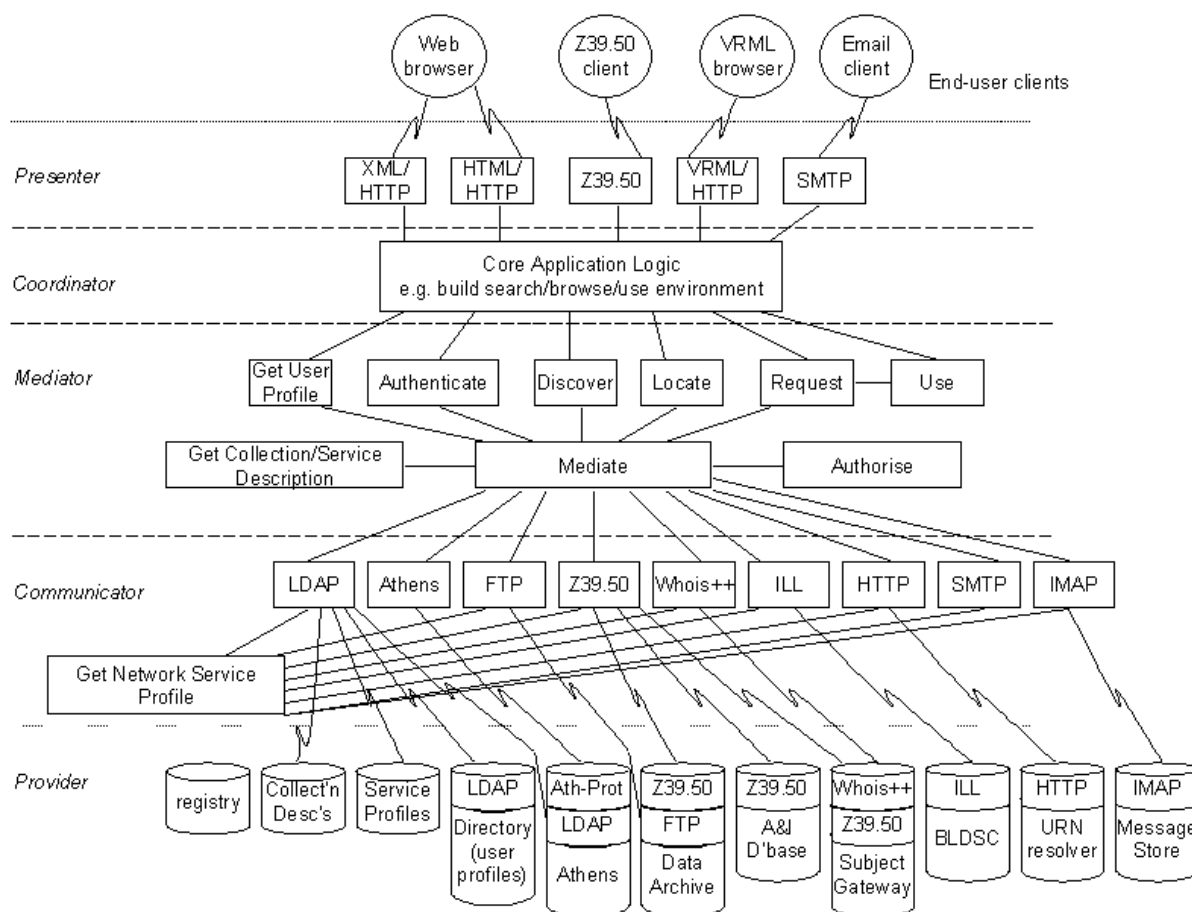 Web
browser
Z39.50
client
VRML
browser
Email
client
End-user clients
Presenter
XML/
HTTP
HTML/
HTTP
Z39.50
VRML/
HTTP
SMTP
Coordinator
Core Application Logic
e.g. build search/browse/use environment
Mediator
Get User
Profile
Authenticate
Discover
Locate
Request
Use
Get Collection/Service
Description
Mediate
Authorise
Communicator
LDAP
Athens
FTP
Z39.50
Whois++
ILL
HTTP
SMTP
IMAP
Get Network Service
Profile
Provider
registry
Collect'n
Desc's
Service
Profiles
LDAP
Directory
(user
profiles)
Ath-Prot
LDAP
Athens
Z39.50
FTP
Data
Archive
Z39.50
A&I
D'base
Whois++
Z39.50
Subject
Gateway
ILL
BLDSC
HTTP
URN
resolver
IMAP
Message
Store